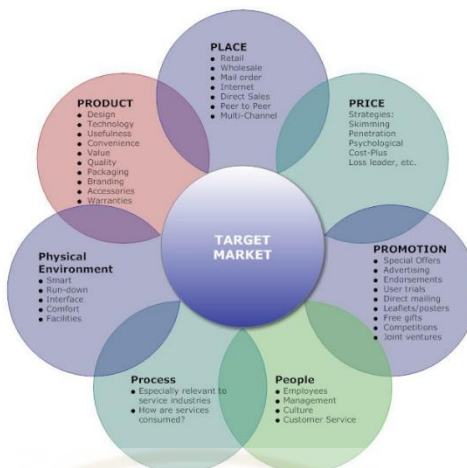 PLACE
Retail
Wholesale
Mail order
Internet
Direct Sales
Peer to Peer
Multi-Channel
PRODUCT
Design
Technology
Usefulness
Convenience
Value
Quality
Packaging
Branding
Accessories
Warranties
PRICE
Strategies:
Skimming
Penetration
Psychological
Cost-Plus
Loss leader, etc.
TARGET
MARKET
Physical
Environment
Smart
Run-down
Interface
Comfort
Facilities
PROMOTION
Special Offers
Advertising
Endorsements
User trials
Direct mailing
Leaflets/posters
Free gifts
Competitions
Joint ventures
Process
Especially relevant to
service industries
How are services
consumed?
People
Employees
Management
Culture
Customer Service